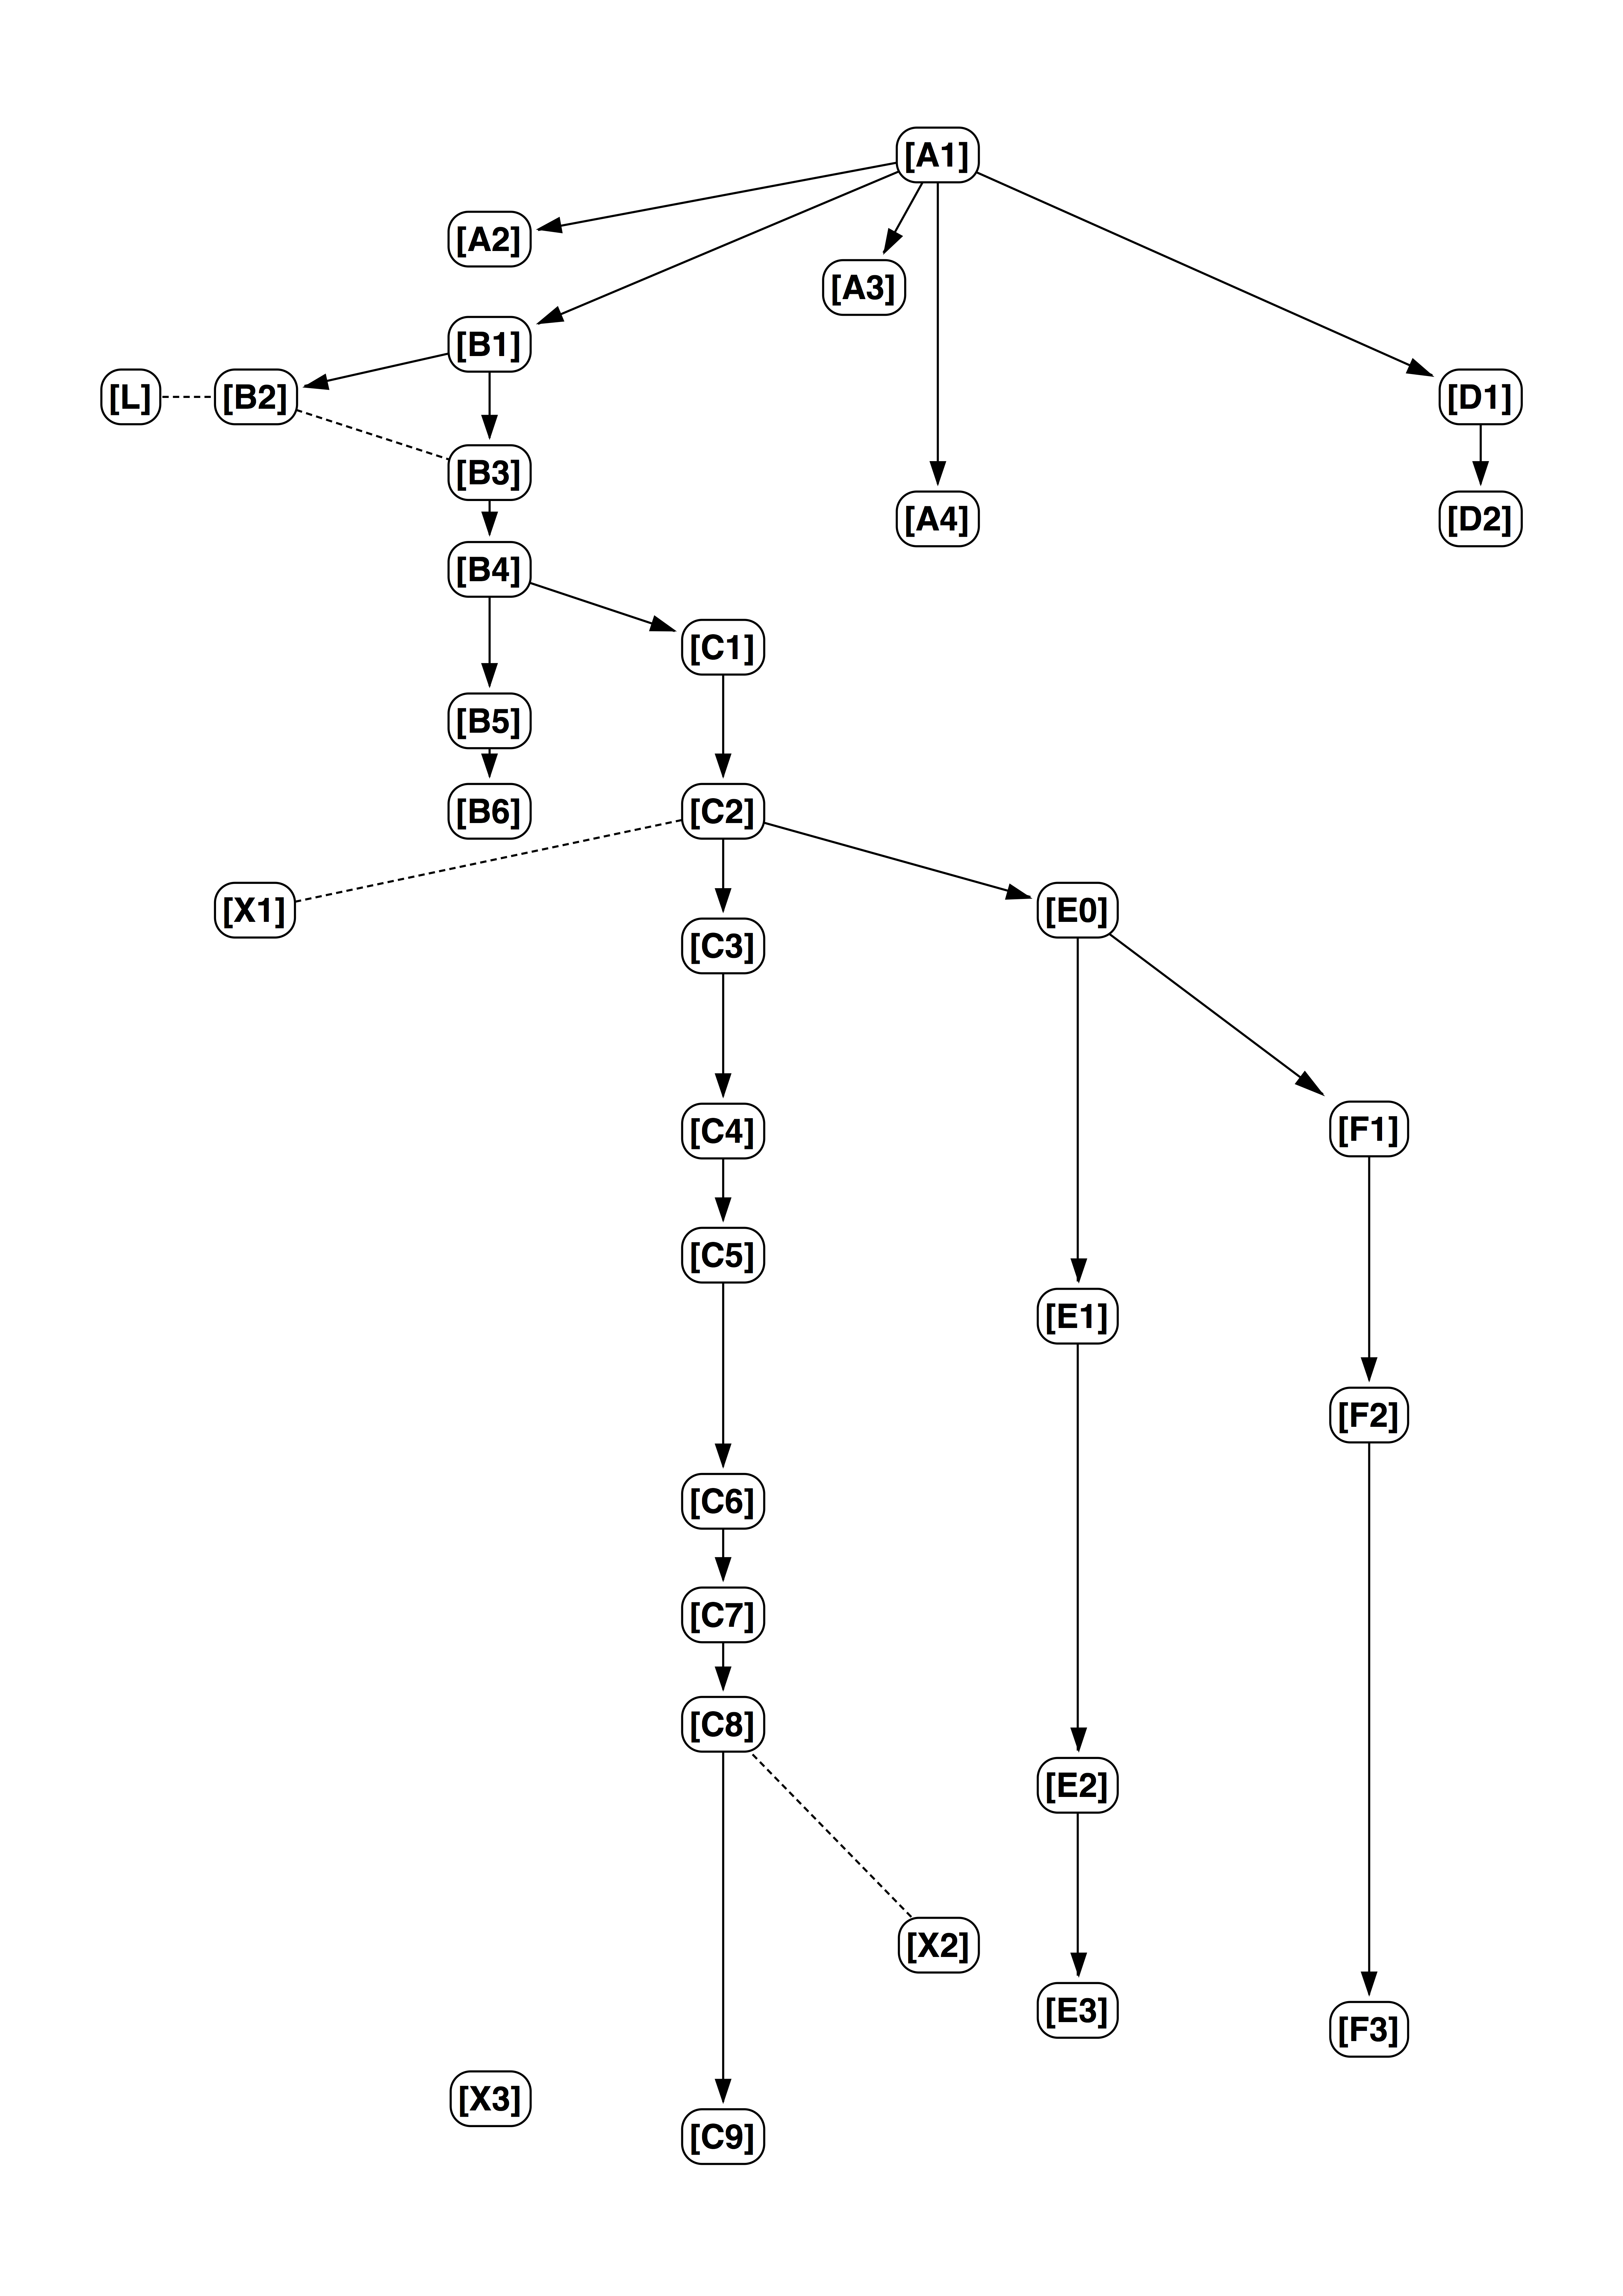 [A1]
[A2]
[A3]
[B1]
[L] [B2] [D1]
[B3]
[A4] [D2]
[B4]
[C1]
[B5]
[B6] [C2]
[X1] [E0]
[C3]
[F1]
[C4]
[C5]
[E1]
[F2]
[C6]
[C7]
[C8]
[E2]
[X2]
[E3]
[F3]
[X3]
[C9]